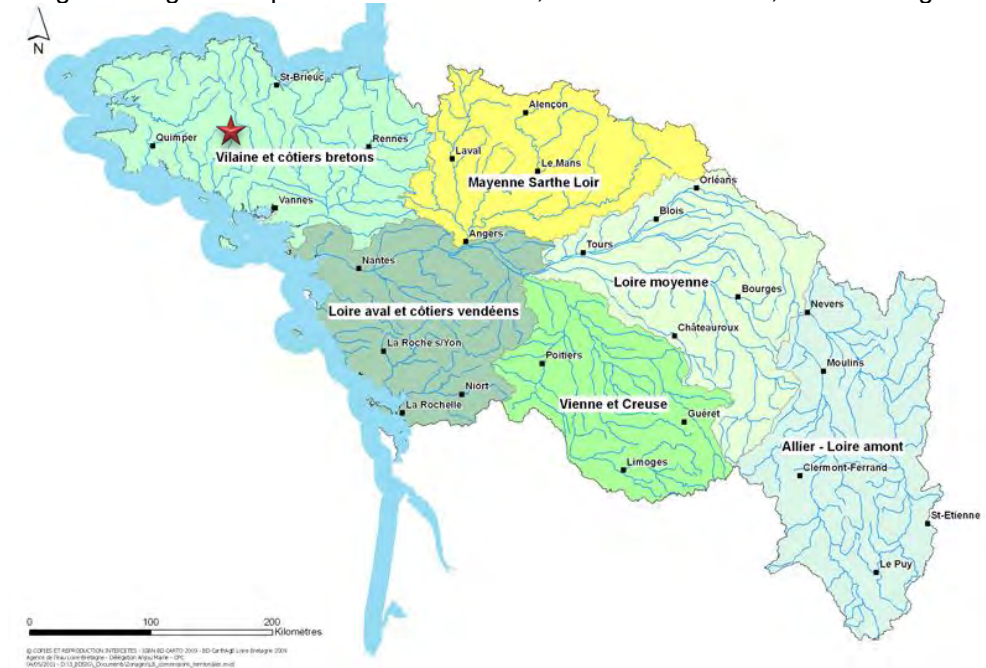 N
St-Brieuc
Alençon
Quimper
Rennes
Laval
Vilaine et côtiers bretons
Le Mans
Mayenne Sarthe Loir
Orléans
Vannes
Blois
Angers
Tours
Nantes
Loire moyenne
Bourges
Nevers
Loire aval et côtiers vendéens
Châteauroux
La Roche s/Yon
Poitiers
Moulins
Niort
La Rochelle
Vienne et Creuse
Guéret
Allier - Loire amont
Limoges
Clermont-Ferrand
St-Etienne
Le Puy
0 100 200
Kilomètres